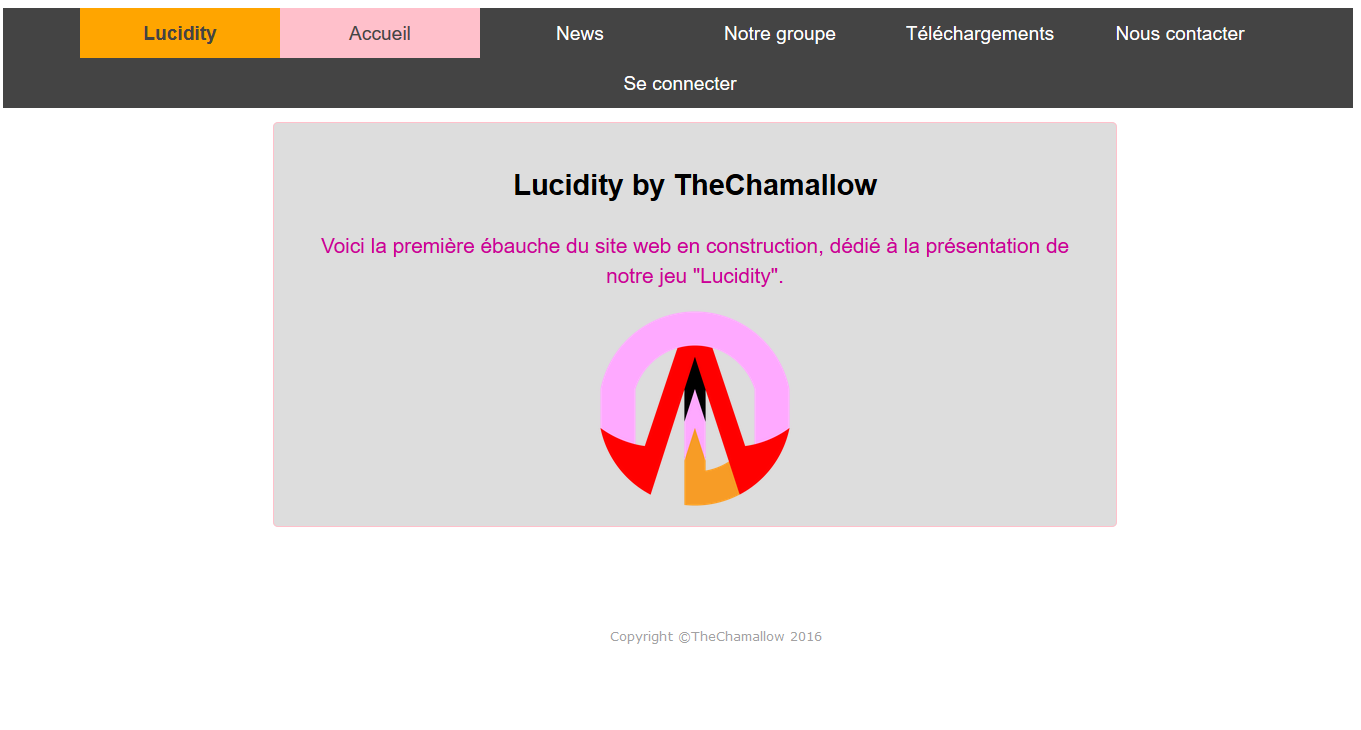 Lucidity Accueil News Notre groupe Téléchargements Nous contacter
Se connecter
Lucidity by TheChamallow
Voici la première ébauche du site web en construction, dédié à la présentation de
notre jeu "Lucidity".
Copyright ©TheChamallow 2016